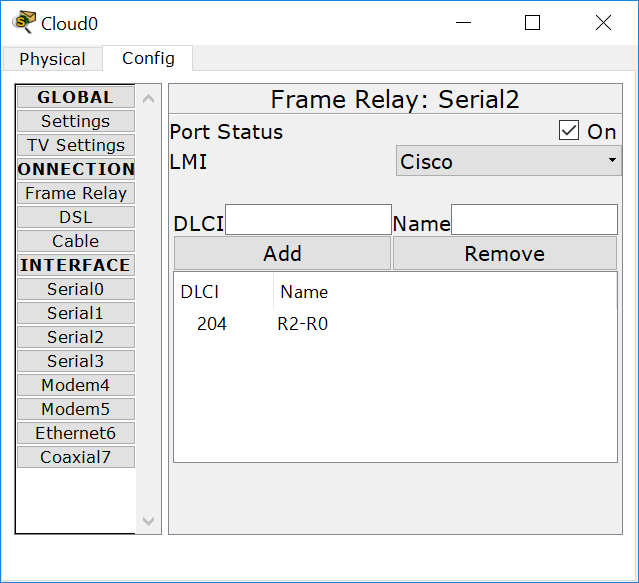 Cloud0
Physical Config
GLOBAL
Settings
TV Settings
ONNECTION
Frame Relay
DSL
Cable
INTERFACE
Serial0
Serial1
Serial2
Serial3
Modem4
Modem5
Ethernet6
Coaxial7
Frame Relay: Serial2
Port Status On
LMI Cisco
DLCI Name
Add Remove
DLCI Name
204 R2-R0